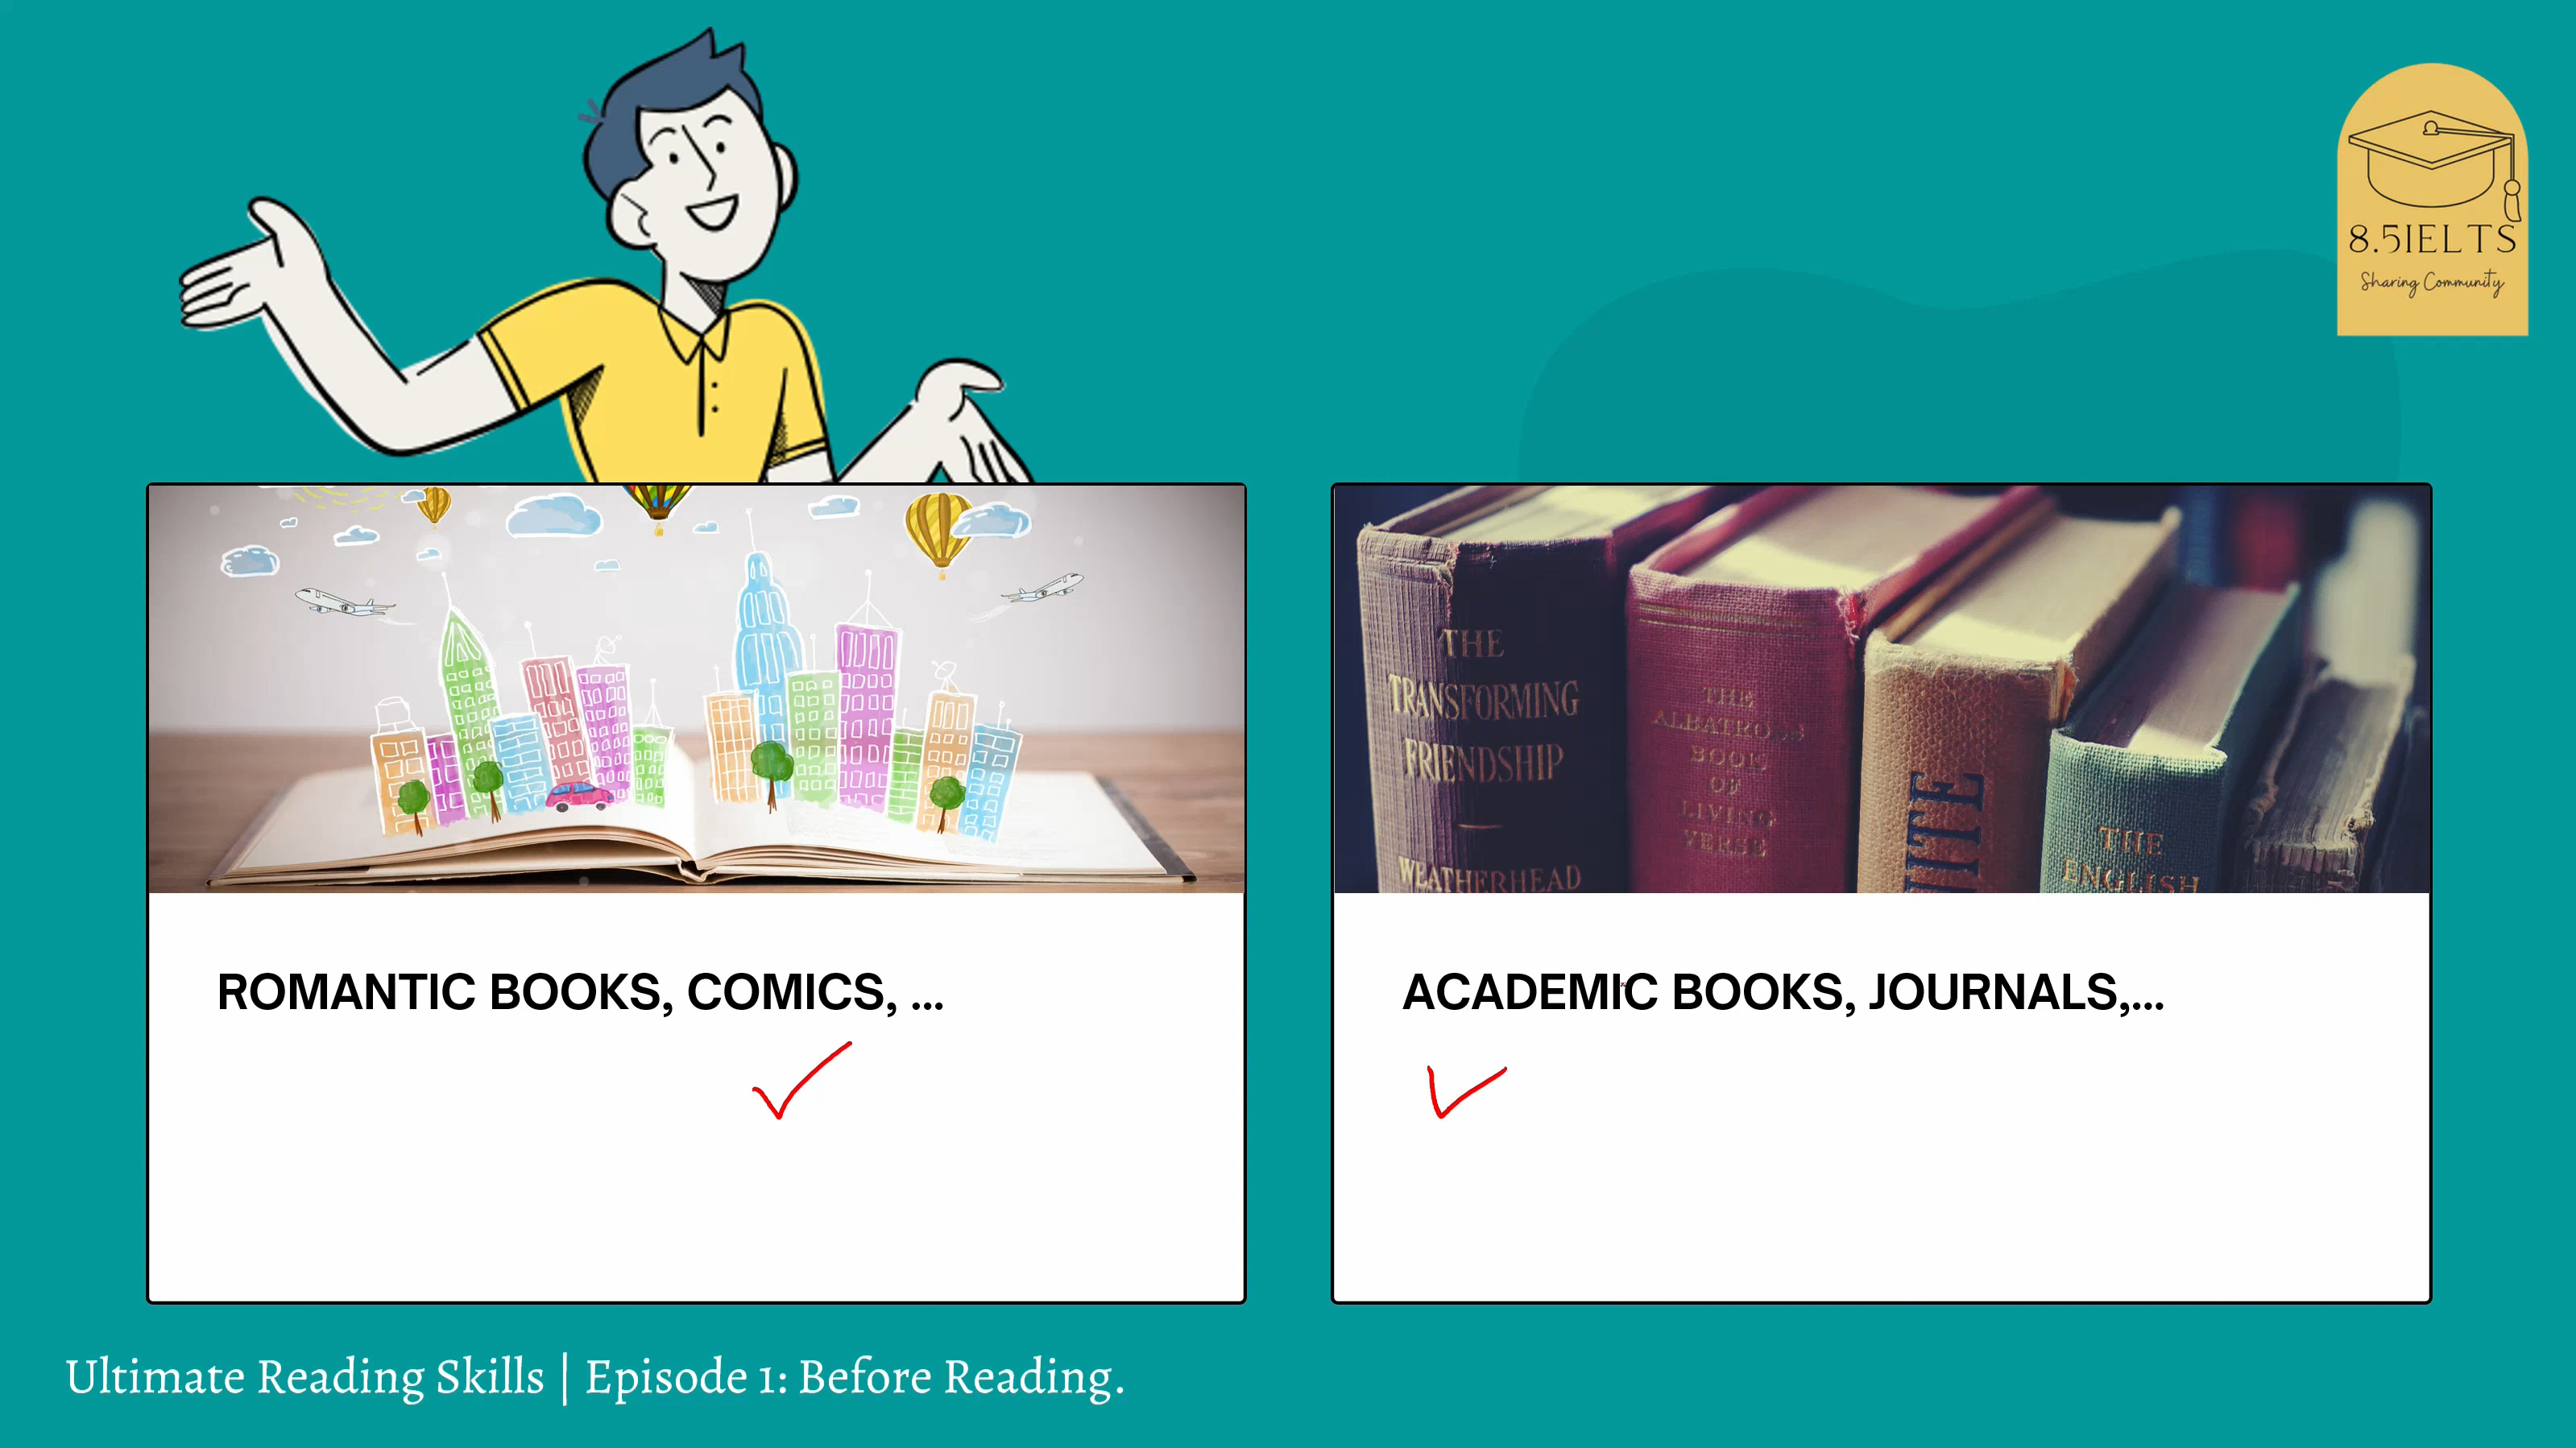 8.5IELTS
Sharing Community
THE
TRANSFORMING
FRIENDSHIP
WEATHERHEAD
THE
ALBATROSS
BOOK
OF
LIVING
VERSE
THE
ENGLISH
ROMANTIC BOOKS, COMICS, ...
ACADEMIC BOOKS, JOURNALS,...
Ultimate Reading Skills | Episode 1: Before Reading.